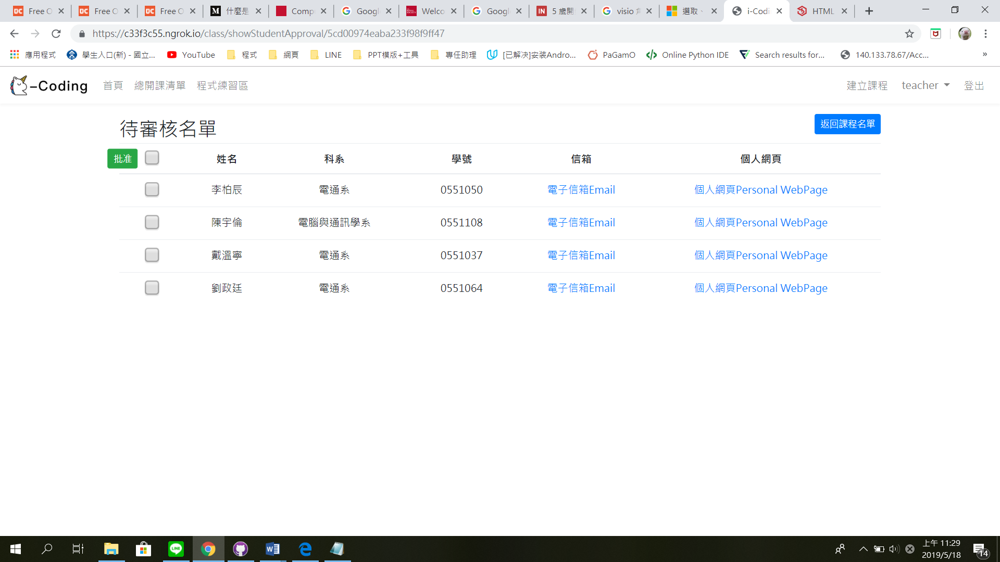 Free O
Free O
Free O
什麼是
Comp
Googl
Welco
Googl
5 歲開
visio
選取、
i-Codi
HTML
https://c33f3c55.ngrok.io/class/showStudentApproval/5cd00974eaba233f98f9ff47
應用程式 學生入口(新) - 國立... YouTube 程式 網頁 LINE PPT模版+工具 專任助理 [已解决]安装Andro... PaGamO Online Python IDE Search results for... 140.133.78.67/Acc... »
-Coding 首頁 總開課清單 程式練習區 建立課程 teacher 登出
待審核名單 返回課程名單
批准 姓名 科系 學號 信箱 個人網頁
李柏辰 電通系 0551050 電子信箱Email 個人網頁Personal WebPage
陳宇倫 電腦與通訊學系 0551108 電子信箱Email 個人網頁Personal WebPage
戴溫寧 電通系 0551037 電子信箱Email 個人網頁Personal WebPage
劉政廷 電通系 0551064 電子信箱Email 個人網頁Personal WebPage
上午 11:29
2019/5/18
14